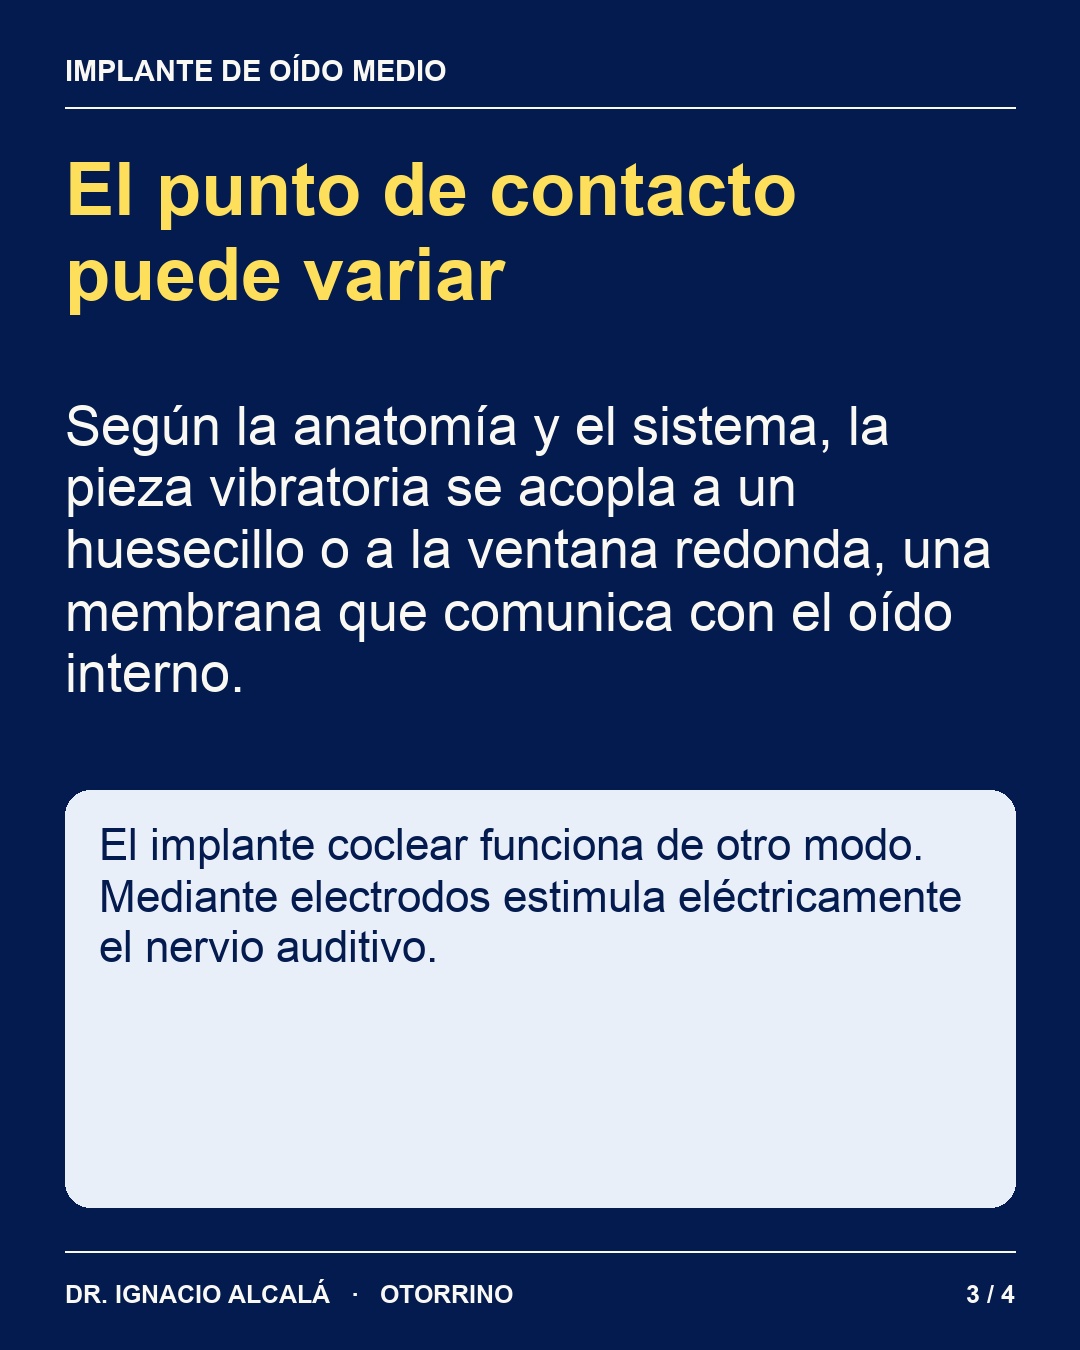 IMPLANTE DE OÍDO MEDIO
El punto de contacto
puede variar
Según la anatomía y el sistema, la
pieza vibratoria se acopla a un
huesecillo o a la ventana redonda, una
membrana que comunica con el oído
interno.
El implante coclear funciona de otro modo.
Mediante electrodos estimula eléctricamente
el nervio auditivo.
DR. IGNACIO ALCALÁ · OTORRINO
3 / 4